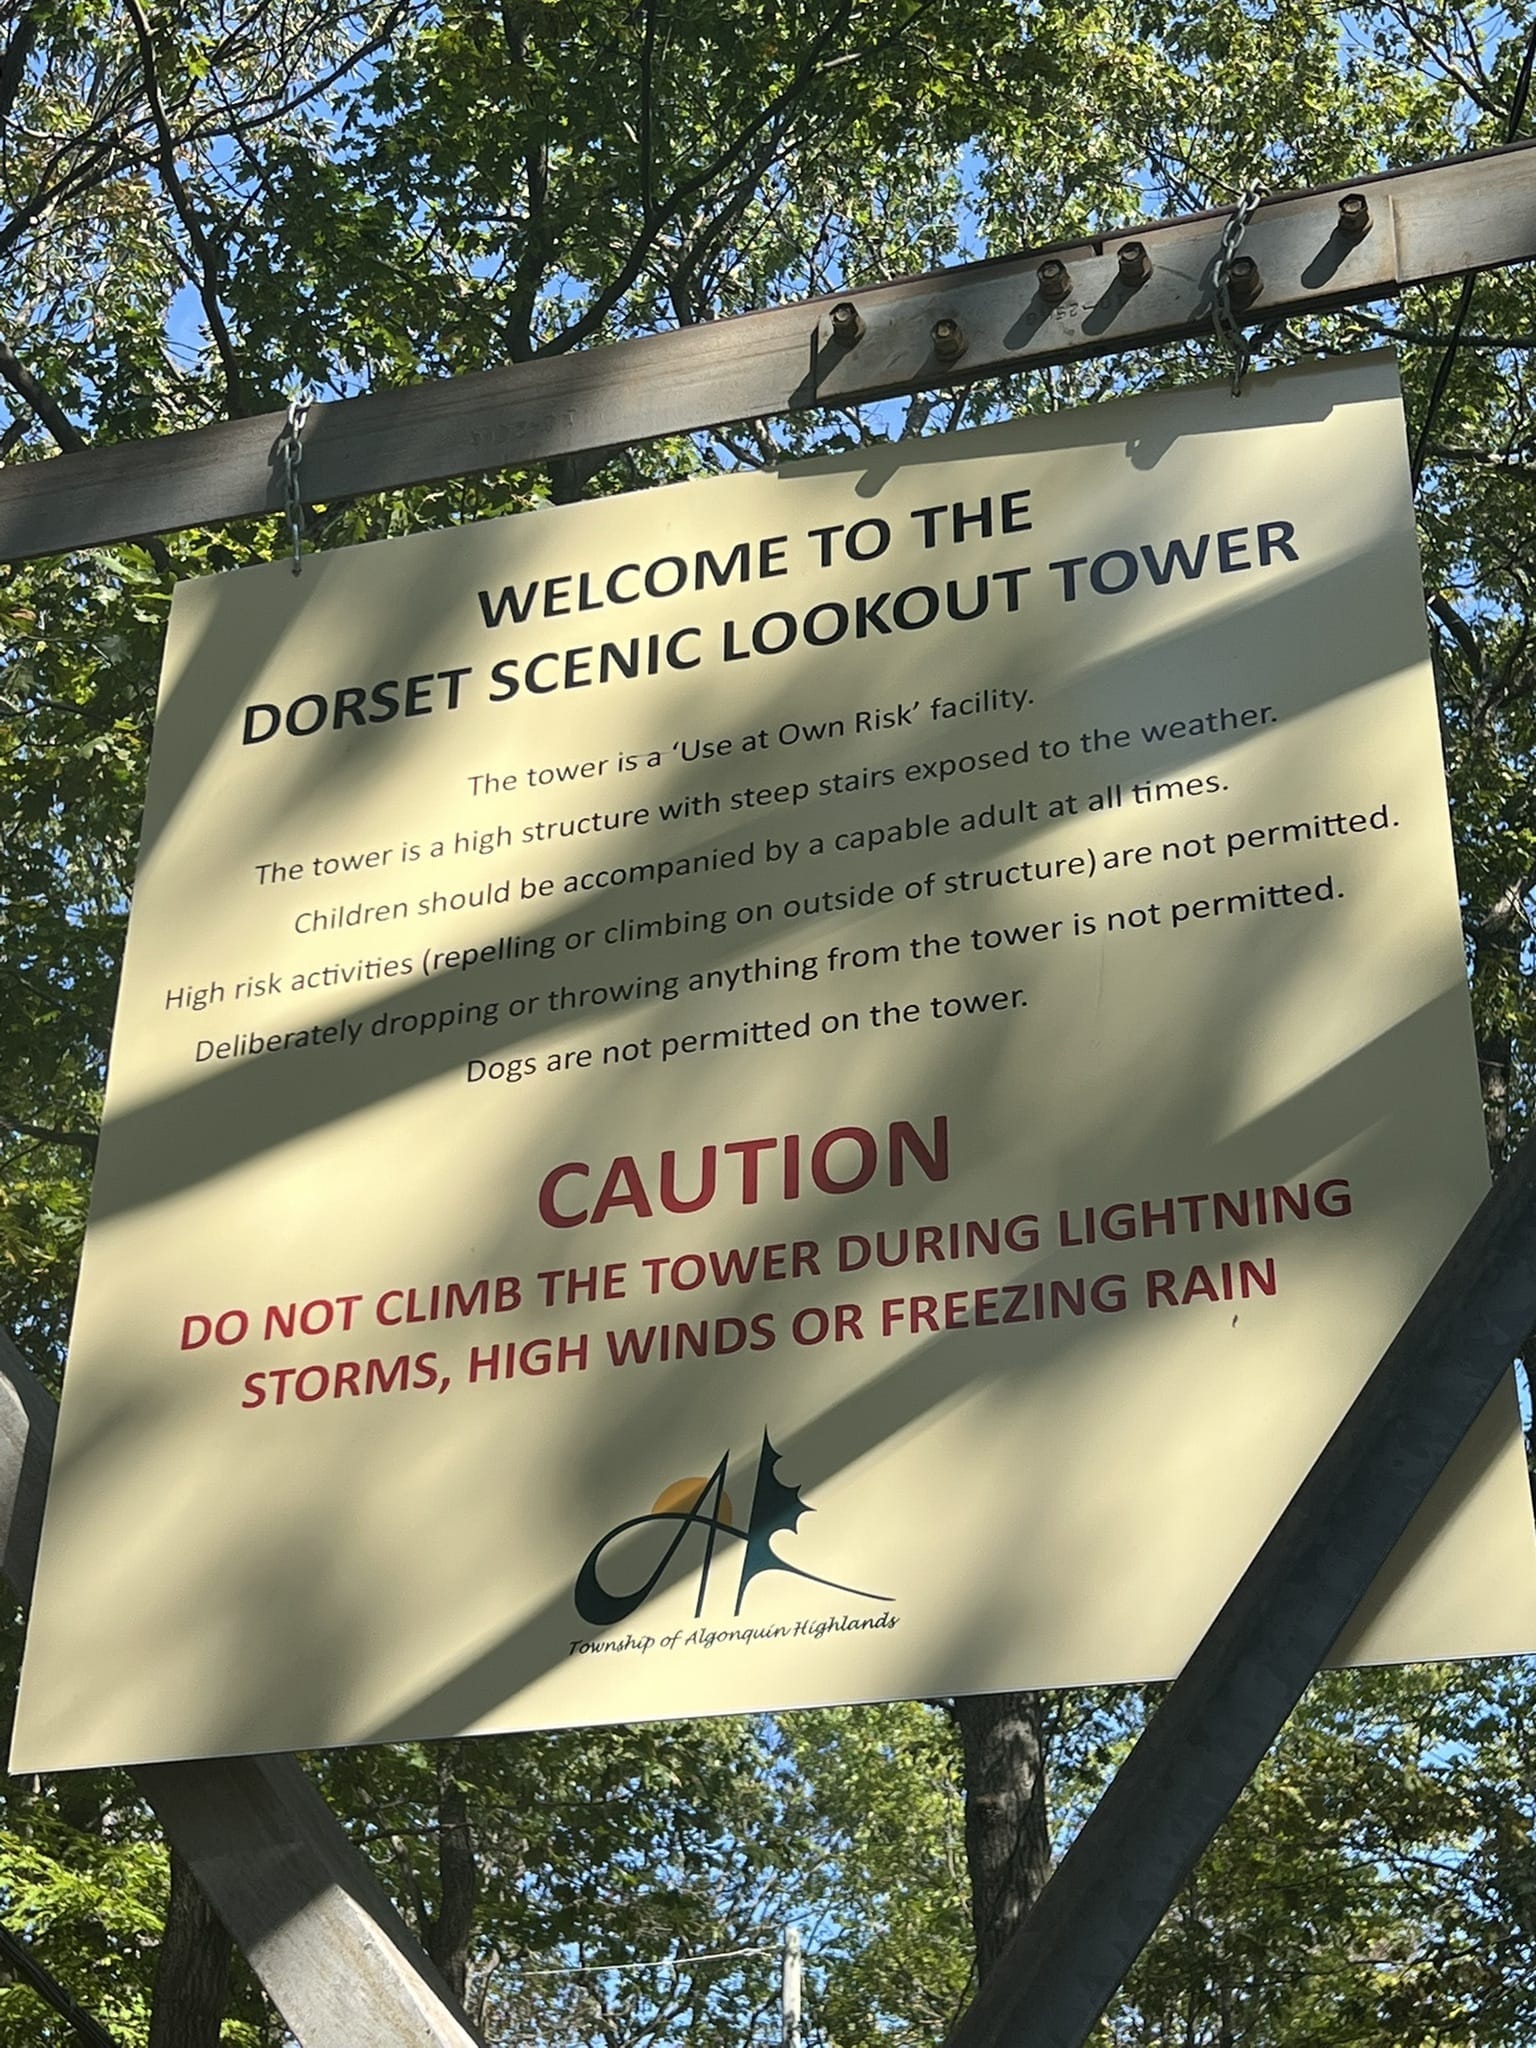 WELCOME TO THE
DORSET SCENIC LOOKOUT TOWER
The tower is a ‘Use at Own Risk’ facility.
The tower is a high structure with steep stairs exposed to the weather.
Children should be accompanied by a capable adult at all times.
High risk activities (repelling or climbing on outside of structure) are not permitted.
Deliberately dropping or throwing anything from the tower is not permitted.
Dogs are not permitted on the tower.
CAUTION
DO NOT CLIMB THE TOWER DURING LIGHTNING
STORMS, HIGH WINDS OR FREEZING RAIN
Township of Algonquin Highlands